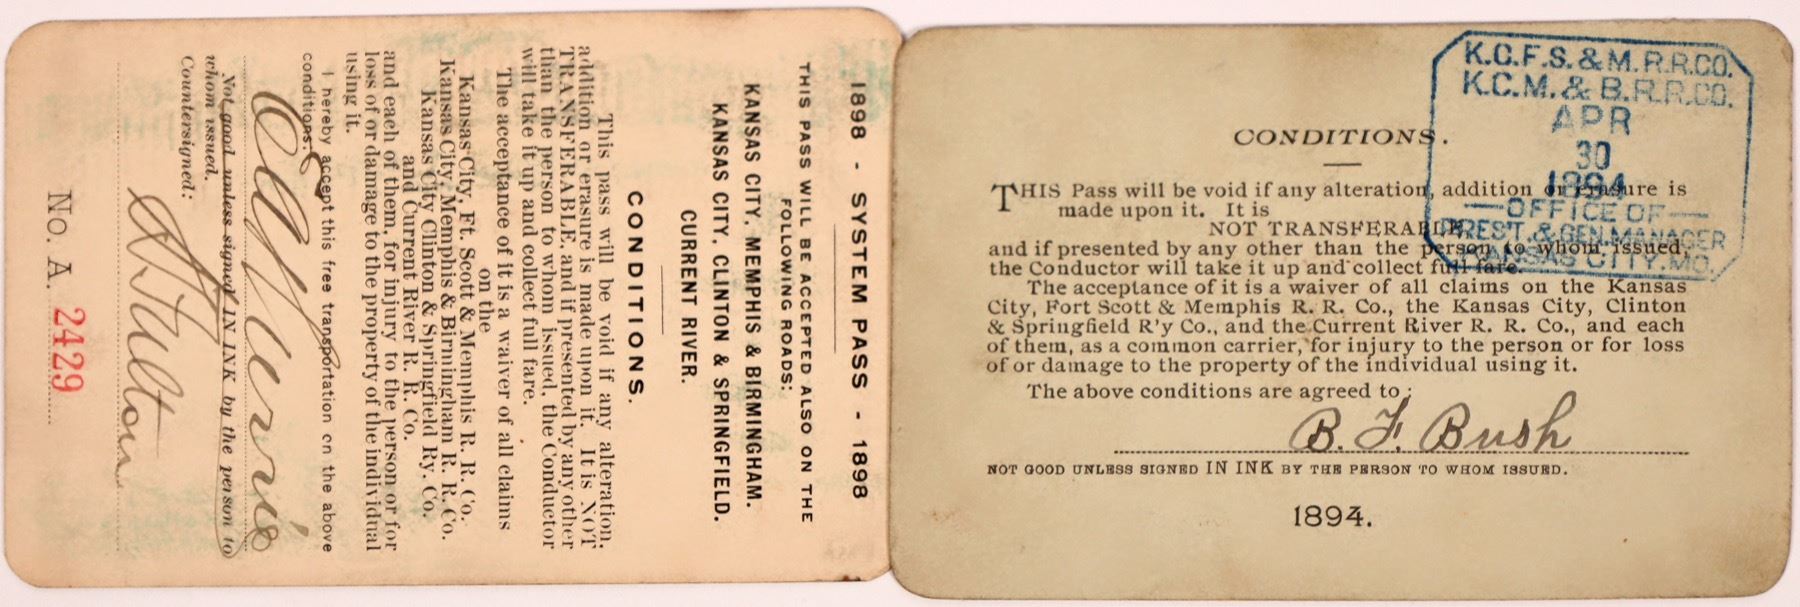 1898 - SYSTEM PASS - 1898
THIS PASS WILL BE ACCEPTED ALSO ON THE
FOLLOWING ROADS:
KANSAS CITY, MEMPHIS & BIRMINGHAM.
KANSAS CITY, CLINTON & SPRINGFIELD.
CURRENT RIVER.
CONDITIONS.
This pass will be void if any alteration,
addition or erasure is made upon it. It is NOT
TRANSFERABLE, and if presented by any other
than the person to whom issued, the Conductor
will take it up and collect full fare.
The acceptance of it is a waiver of all claims
on the
Kansas City, Ft. Scott & Memphis R. R. Co.
Kansas City, Memphis & Birmingham R. R. Co.
Kansas City Clinton & Springfield Ry. Co.
and Current River R. R. Co.
and each of them, for injury to the person or for
loss of or damage to the property of the individual
using it.
I hereby accept this free transportation on the above
conditions:
Not good unless signed IN INK by the person to
whom issued.
Countersigned:
No. A. 2429
K.C.F.S. & M. R.R.CO.
K.C.M. & B.R.R.CO.
APR
30
1894
OFFICE OF
PREST. & GEN. MANAGER
KANSAS CITY. MO.
CONDITIONS.
THIS Pass will be void if any alteration, addition or erasure is
made upon it. It is
NOT TRANSFERABLE,
and if presented by any other than the person to whom issued,
the Conductor will take it up and collect full fare.
The acceptance of it is a waiver of all claims on the Kansas
City, Fort Scott & Memphis R. R. Co., the Kansas City, Clinton
& Springfield R'y Co., and the Current River R. R. Co., and each
of them, as a common carrier, for injury to the person or for loss
of or damage to the property of the individual using it.
The above conditions are agreed to:
B. F. Bush
NOT GOOD UNLESS SIGNED IN INK BY THE PERSON TO WHOM ISSUED.
1894.